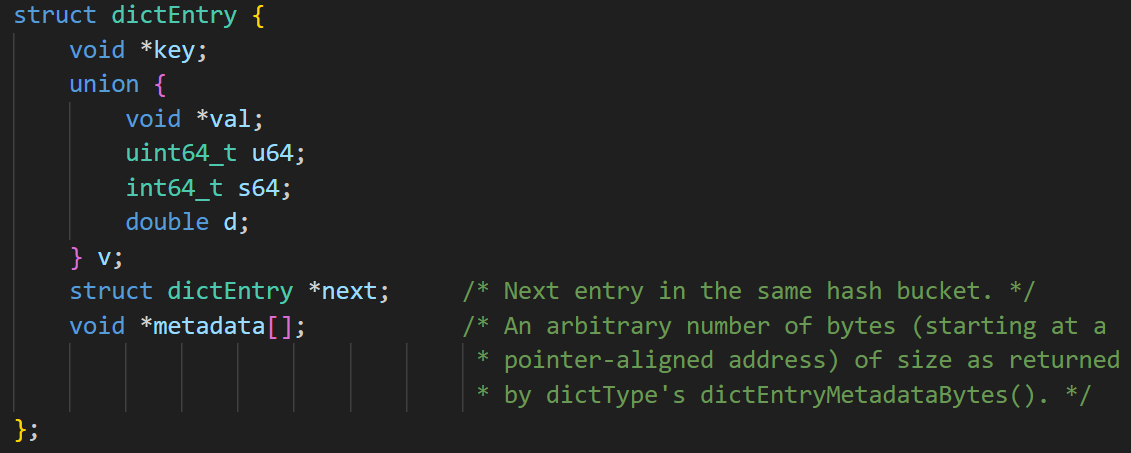 struct dictEntry {
    void *key;
    union {
        void *val;
        uint64_t u64;
        int64_t s64;
        double d;
    } v;
    struct dictEntry *next;     /* Next entry in the same hash bucket. */
    void *metadata[];           /* An arbitrary number of bytes (starting at a
                                 * pointer-aligned address) of size as returned
                                 * by dictType's dictEntryMetadataBytes(). */
};